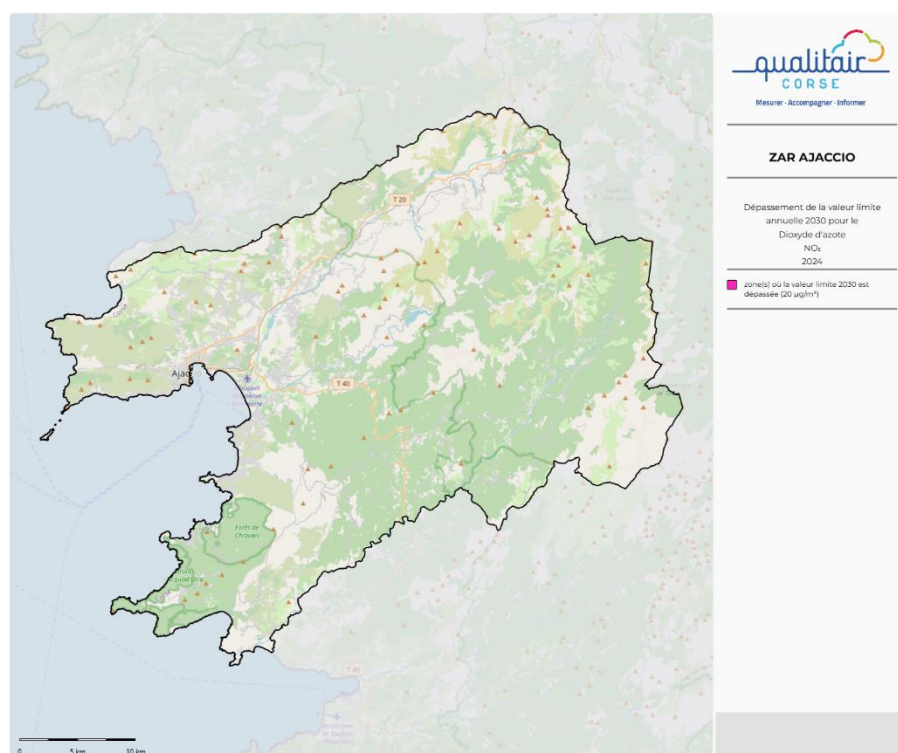 qualitair
CORSE
Mesurer - Accompagner - Informer
ZAR AJACCIO
Dépassement de la valeur limite
annuelle 2030 pour le
Dioxyde d'azote
NO₂
2024
zone(s) où la valeur limite 2030 est
dépassée (20 µg/m³)
T 20
T 40
Forêt de
Chiavari
T 40
0 5 km 10 km